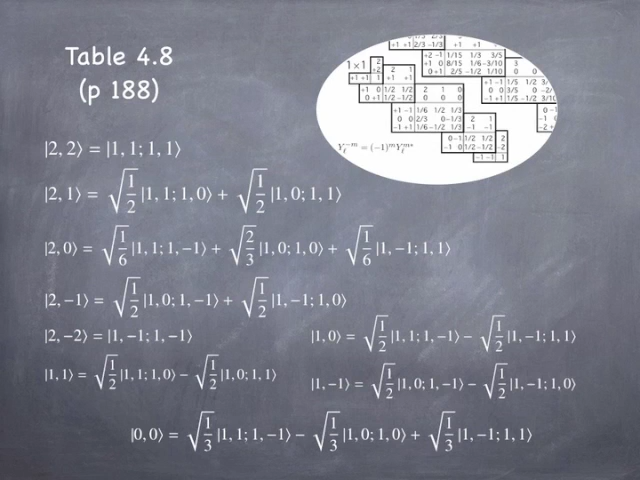 Table 4.8
(p 188)
1×1
Y_ℓ^{-m} = (-1)^m Y_ℓ^{m*}
|2, 2⟩ = |1, 1; 1, 1⟩
|2, 1⟩ = √(1/2) |1, 1; 1, 0⟩ + √(1/2) |1, 0; 1, 1⟩
|2, 0⟩ = √(1/6) |1, 1; 1, −1⟩ + √(2/3) |1, 0; 1, 0⟩ + √(1/6) |1, −1; 1, 1⟩
|2, −1⟩ = √(1/2) |1, 0; 1, −1⟩ + √(1/2) |1, −1; 1, 0⟩
|2, −2⟩ = |1, −1; 1, −1⟩
|1, 0⟩ = √(1/2) |1, 1; 1, −1⟩ − √(1/2) |1, −1; 1, 1⟩
|1, 1⟩ = √(1/2) |1, 1; 1, 0⟩ − √(1/2) |1, 0; 1, 1⟩
|1, −1⟩ = √(1/2) |1, 0; 1, −1⟩ − √(1/2) |1, −1; 1, 0⟩
|0, 0⟩ = √(1/3) |1, 1; 1, −1⟩ − √(1/3) |1, 0; 1, 0⟩ + √(1/3) |1, −1; 1, 1⟩